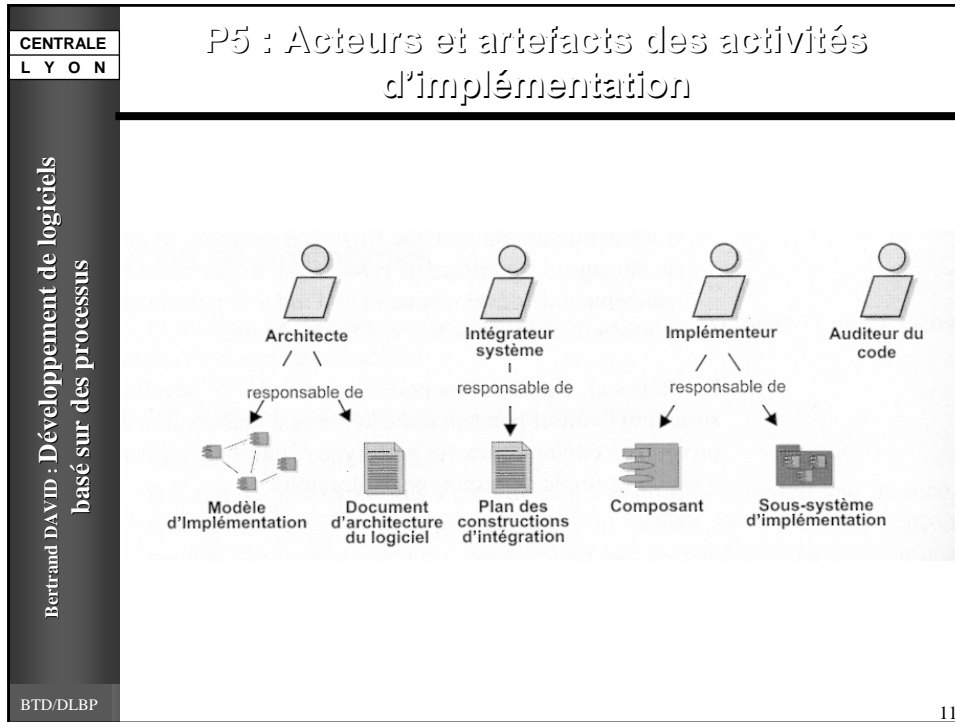 CENTRALE
L Y O N
P5 : Acteurs et artefacts des activités
d'implémentation
Bertrand DAVID : Développement de logiciels
basé sur des processus
Architecte
Intégrateur
système
Implémenteur
Auditeur du
code
responsable de
responsable de
responsable de
Modèle
d'Implémentation
Document
d'architecture
du logiciel
Plan des
constructions
d'intégration
Composant
Sous-système
d'implémentation
BTD/DLBP
11